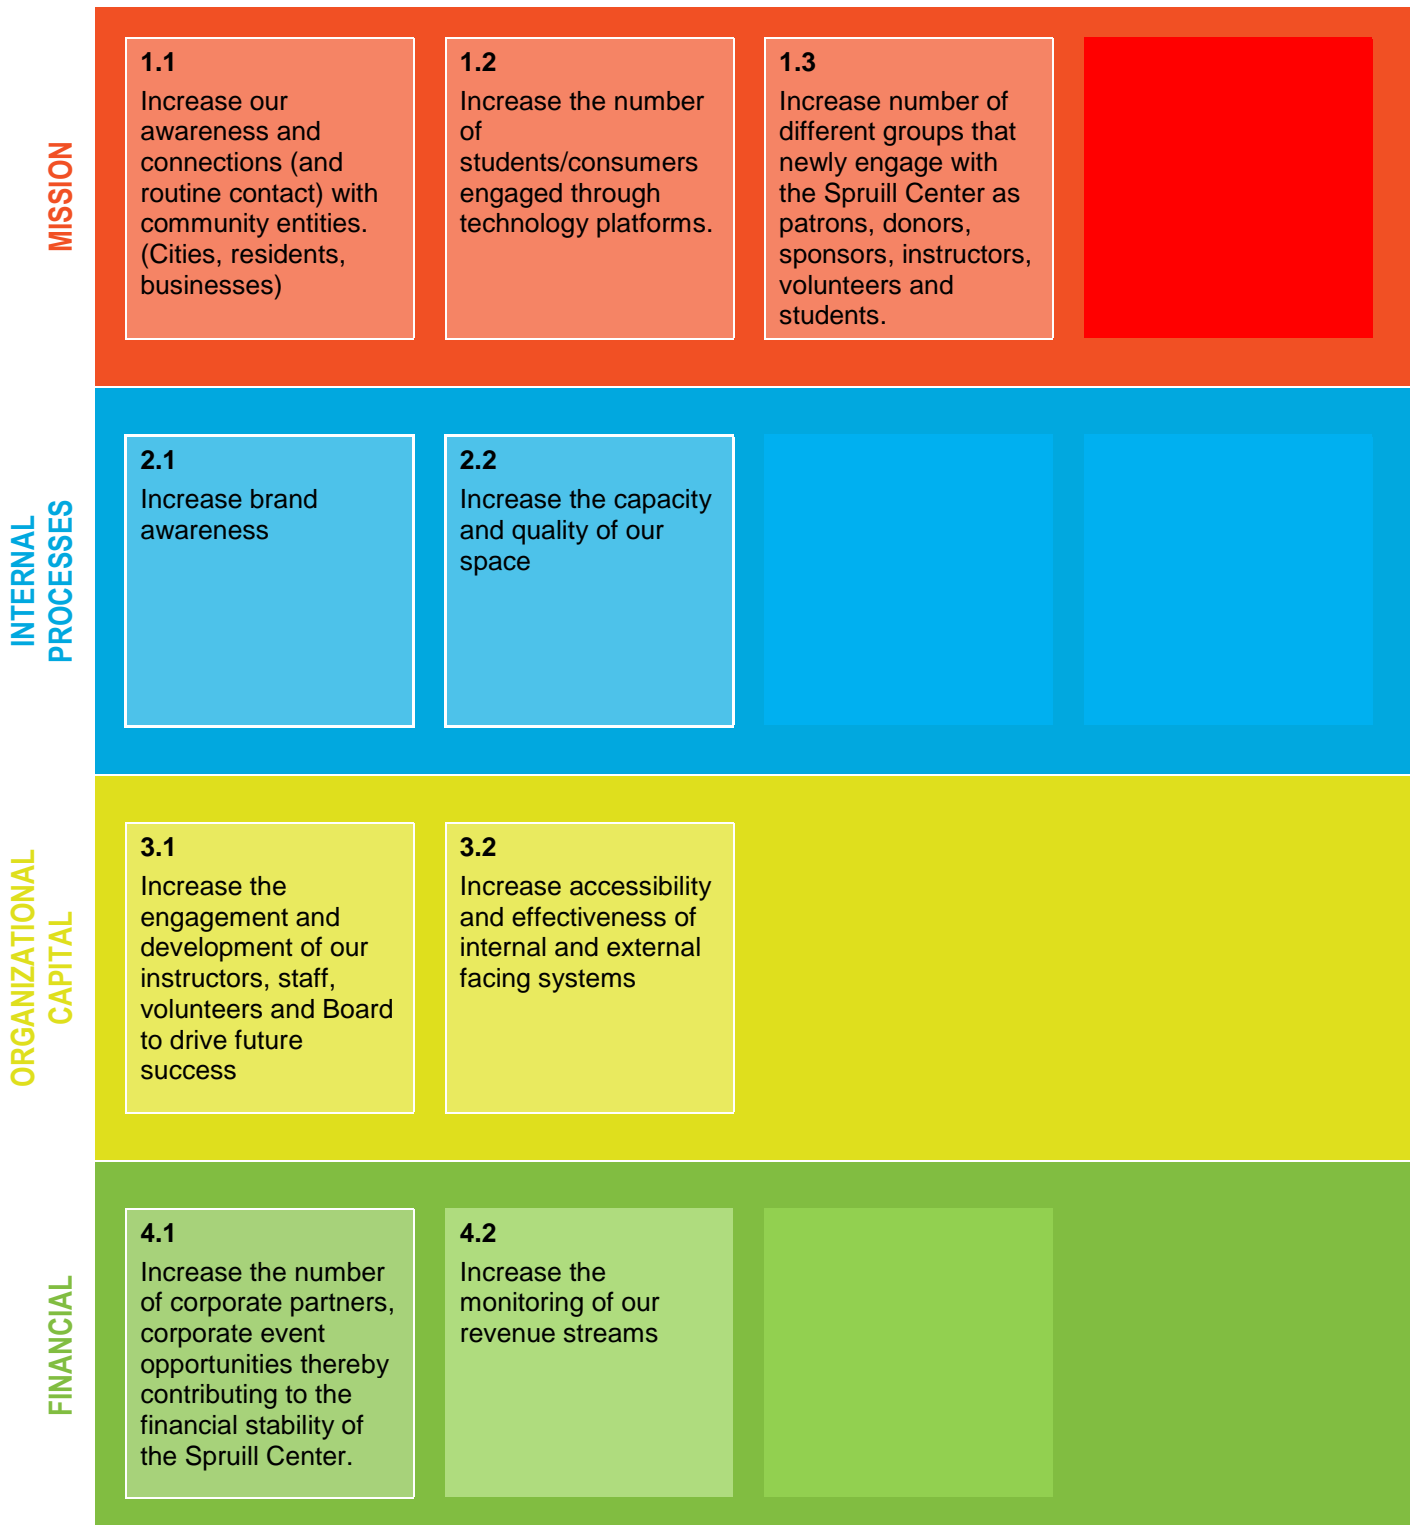 MISSION
1.1
Increase our
awareness and
connections (and
routine contact) with
community entities.
(Cities, residents,
businesses)
1.2
Increase the number
of
students/consumers
engaged through
technology platforms.
1.3
Increase number of
different groups that
newly engage with
the Spruill Center as
patrons, donors,
sponsors, instructors,
volunteers and
students.
INTERNAL
PROCESSES
2.1
Increase brand
awareness
2.2
Increase the capacity
and quality of our
space
ORGANIZATIONAL
CAPITAL
3.1
Increase the
engagement and
development of our
instructors, staff,
volunteers and Board
to drive future
success
3.2
Increase accessibility
and effectiveness of
internal and external
facing systems
FINANCIAL
4.1
Increase the number
of corporate partners,
corporate event
opportunities thereby
contributing to the
financial stability of
the Spruill Center.
4.2
Increase the
monitoring of our
revenue streams